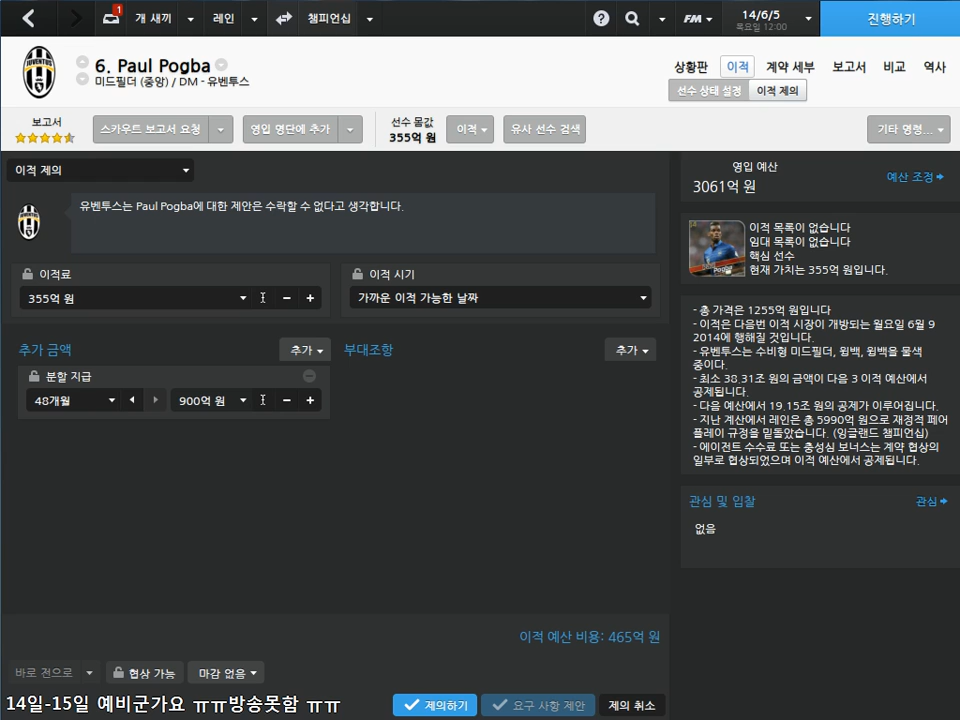 1
개 새끼
레인
챔피언십
?
FM
14/6/5
목요일 12:00
진행하기
JUVENTUS
6. Paul Pogba
미드필더 (중앙) / DM - 유벤투스
상황판
이적
계약 세부
보고서
비교
역사
선수 상태 설정
이적 제의
보고서
스카우트 보고서 요청
영입 명단에 추가
선수 몸값
355억 원
이적
유사 선수 검색
기타 명령...
이적 제의
유벤투스는 Paul Pogba에 대한 제안은 수락할 수 없다고 생각합니다.
이적료
355억 원
이적 시기
가까운 이적 가능한 날짜
추가 금액
추가
부대조항
추가
분할 지급
48개월
900억 원
이적 예산 비용: 465억 원
바로 전으로
협상 가능
마감 없음
14일-15일 예비군가요 ㅠㅠ방송못함 ㅠㅠ
제의하기
요구 사항 제안
제의 취소
영입 예산
3061억 원
예산 조정
이적 목록이 없습니다
임대 목록이 없습니다
핵심 선수
현재 가치는 355억 원입니다.
- 총 가격은 1255억 원입니다
- 이적은 다음번 이적 시장이 개방되는 월요일 6월 9
2014에 행해질 것입니다.
- 유벤투스는 수비형 미드필더, 윙백, 윙백을 물색
중이다.
- 최소 38.31조 원의 금액이 다음 3 이적 예산에서
공제됩니다.
- 다음 예산에서 19.15조 원의 공제가 이루어집니다.
- 지난 계산에서 레인은 총 5990억 원으로 재정적 페어
플레이 규정을 밑돌았습니다. (잉글랜드 챔피언십)
- 에이전트 수수료 또는 충성심 보너스는 계약 협상의
일부로 협상되었으며 이적 예산에서 공제됩니다.
관심 및 입찰
관심
없음